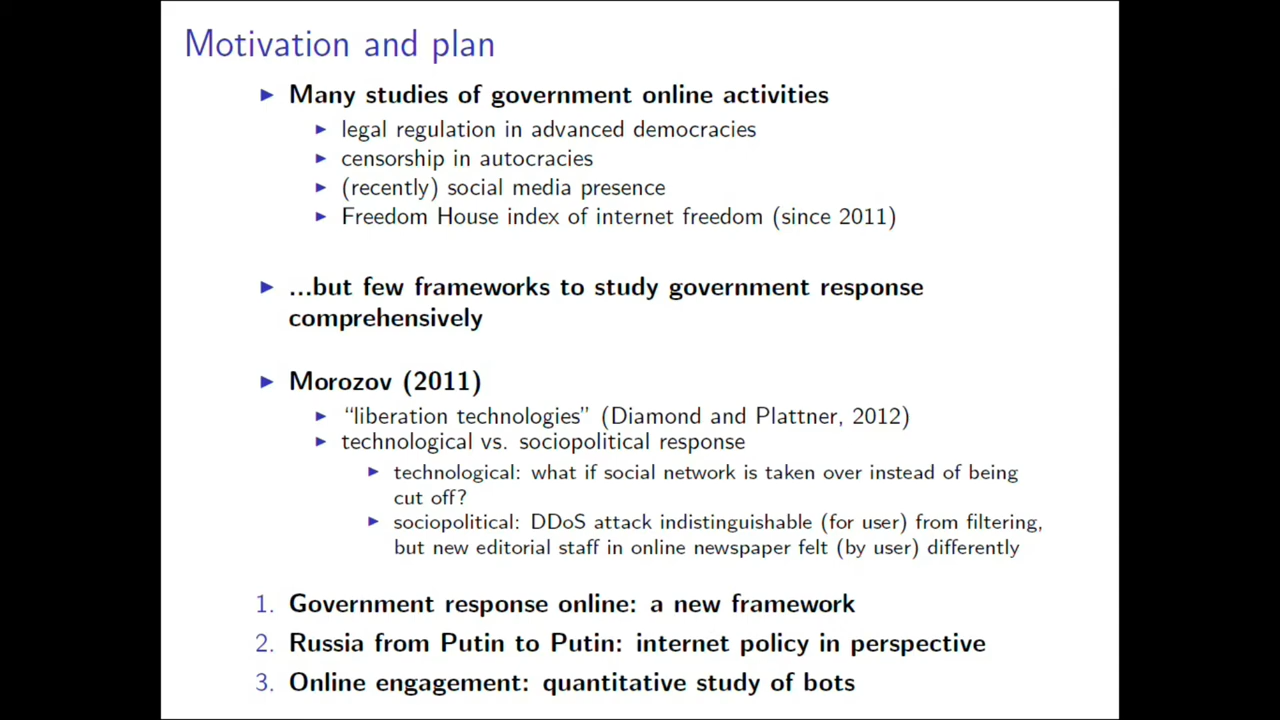 Motivation and plan
▶ Many studies of government online activities
▶ legal regulation in advanced democracies
▶ censorship in autocracies
▶ (recently) social media presence
▶ Freedom House index of internet freedom (since 2011)
▶ ...but few frameworks to study government response
comprehensively
▶ Morozov (2011)
▶ “liberation technologies” (Diamond and Plattner, 2012)
▶ technological vs. sociopolitical response
▶ technological: what if social network is taken over instead of being
cut off?
▶ sociopolitical: DDoS attack indistinguishable (for user) from filtering,
but new editorial staff in online newspaper felt (by user) differently
1. Government response online: a new framework
2. Russia from Putin to Putin: internet policy in perspective
3. Online engagement: quantitative study of bots